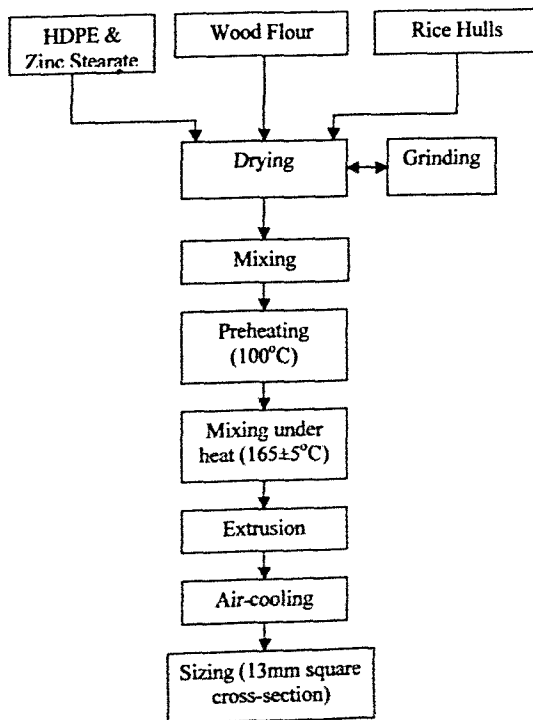 HDPE &
Zinc Stearate
Wood Flour
Rice Hulls
Drying
Grinding
Mixing
Preheating
(100°C)
Mixing under
heat (165±5°C)
Extrusion
Air-cooling
Sizing (13mm square
cross-section)